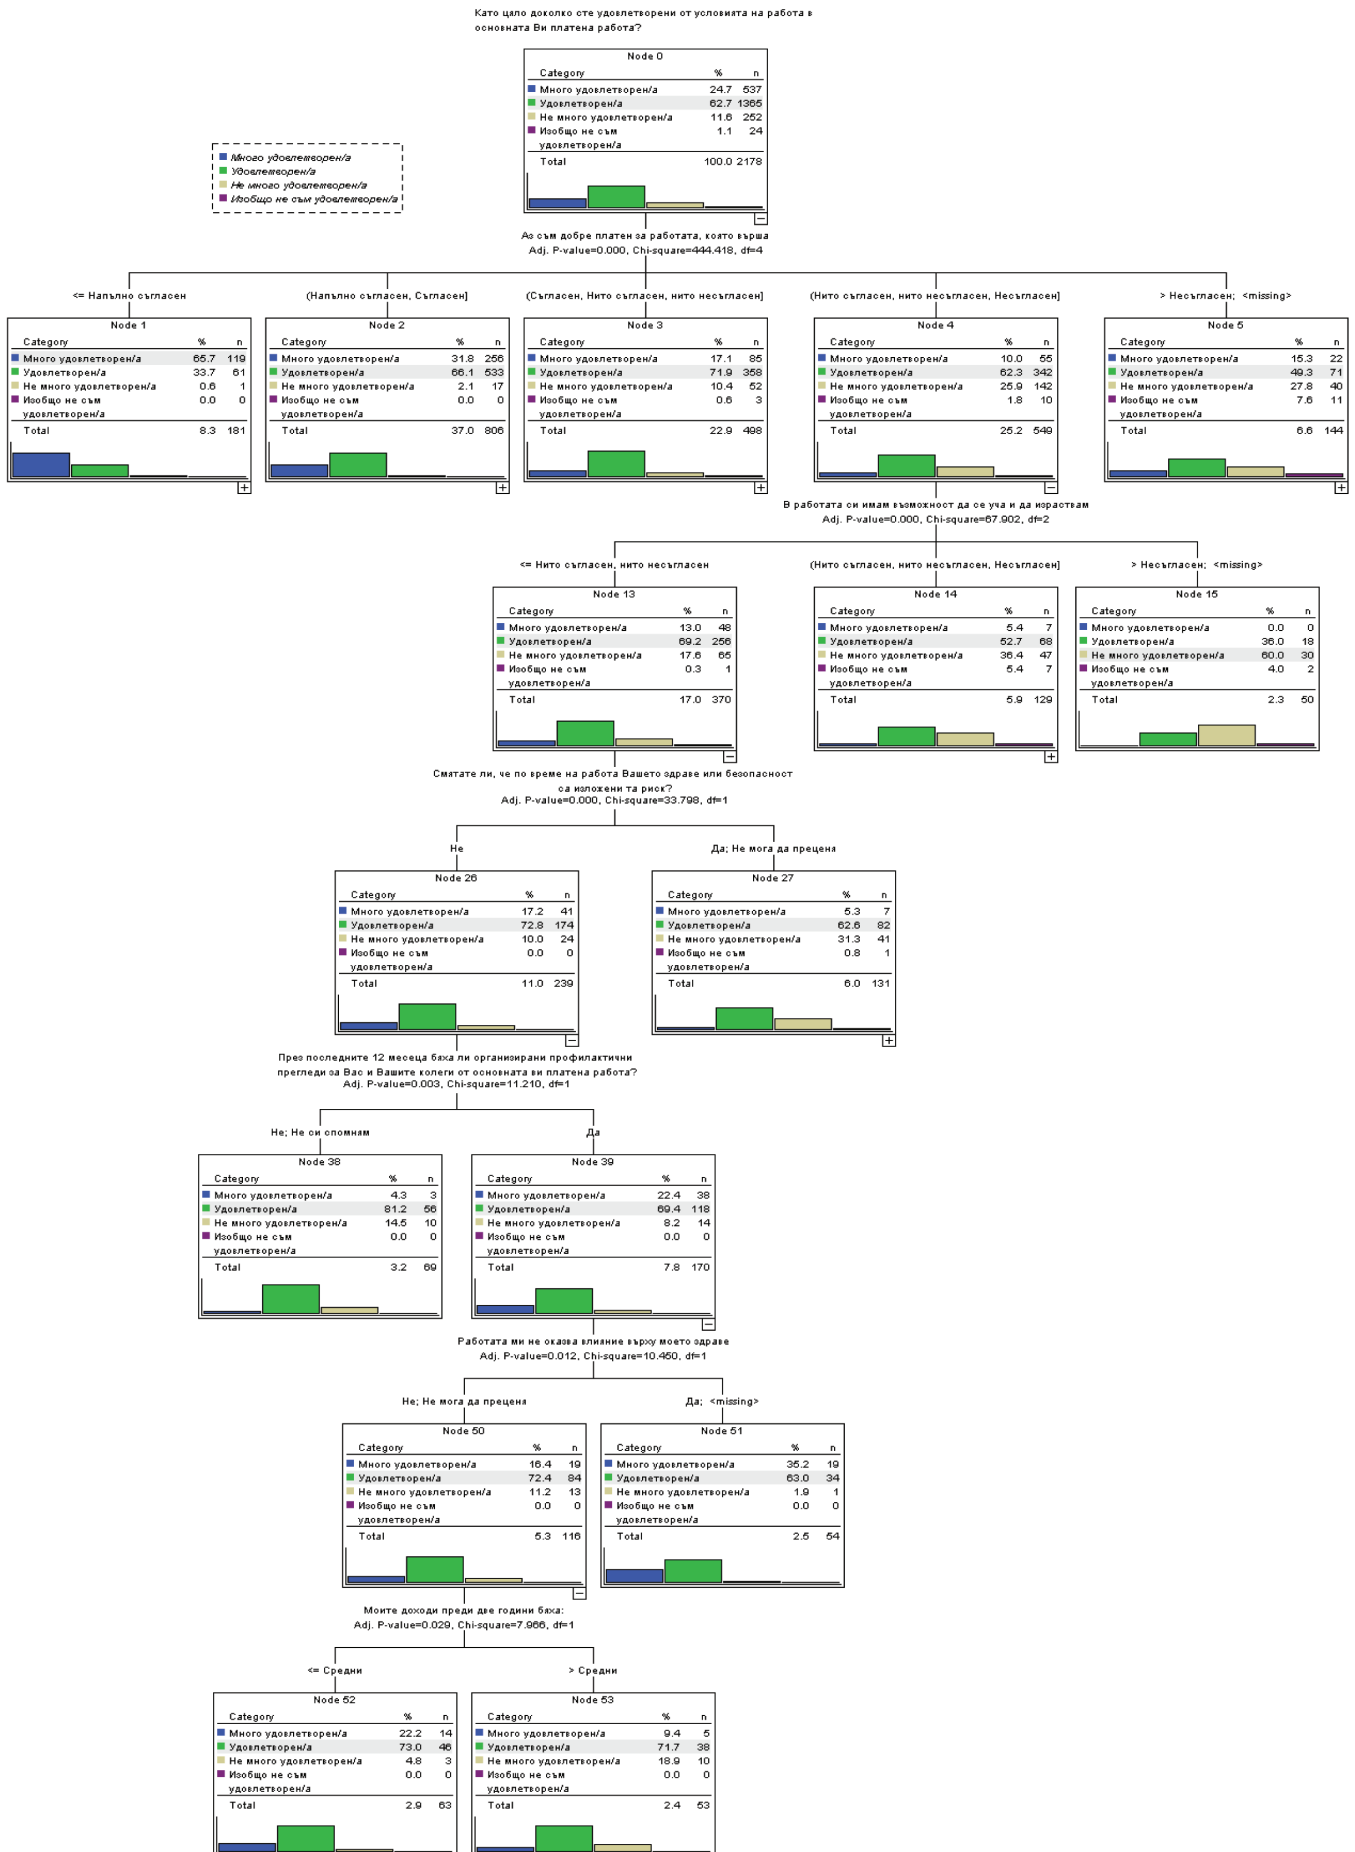 Като цяло доколко сте удовлетворени от условията на работа в
основната Ви платена работа?
Node 0
Category % n
Много удовлетворен/а 24.7 537
Удовлетворен/а 62.7 1365
Не много удовлетворен/а 11.6 252
Изобщо не съм 1.1 24
удовлетворен/а
Total 100.0 2178
Много удовлетворен/а
Удовлетворен/а
Не много удовлетворен/а
Изобщо не съм удовлетворен/а
Аз съм добре платен за работата, която върша
Adj. P-value=0.000, Chi-square=444.418, df=4
<= Напълно съгласен
(Напълно съгласен, Съгласен]
(Съгласен, Нито съгласен, нито несъгласен]
(Нито съгласен, нито несъгласен, Несъгласен]
> Несъгласен; <missing>
Node 1
Category % n
Много удовлетворен/а 65.7 119
Удовлетворен/а 33.7 61
Не много удовлетворен/а 0.6 1
Изобщо не съм 0.0 0
удовлетворен/а
Total 8.3 181
Node 2
Category % n
Много удовлетворен/а 31.8 256
Удовлетворен/а 66.1 533
Не много удовлетворен/а 2.1 17
Изобщо не съм 0.0 0
удовлетворен/а
Total 37.0 806
Node 3
Category % n
Много удовлетворен/а 17.1 85
Удовлетворен/а 71.9 358
Не много удовлетворен/а 10.4 52
Изобщо не съм 0.6 3
удовлетворен/а
Total 22.9 498
Node 4
Category % n
Много удовлетворен/а 10.0 55
Удовлетворен/а 62.3 342
Не много удовлетворен/а 25.9 142
Изобщо не съм 1.8 10
удовлетворен/а
Total 25.2 549
Node 5
Category % n
Много удовлетворен/а 15.3 22
Удовлетворен/а 49.3 71
Не много удовлетворен/а 27.8 40
Изобщо не съм 7.6 11
удовлетворен/а
Total 6.6 144
В работата си имам възможност да се уча и да израствам
Adj. P-value=0.000, Chi-square=67.902, df=2
<= Нито съгласен, нито несъгласен
(Нито съгласен, нито несъгласен, Несъгласен]
> Несъгласен; <missing>
Node 13
Category % n
Много удовлетворен/а 13.0 48
Удовлетворен/а 69.2 256
Не много удовлетворен/а 17.6 65
Изобщо не съм 0.3 1
удовлетворен/а
Total 17.0 370
Node 14
Category % n
Много удовлетворен/а 5.4 7
Удовлетворен/а 52.7 68
Не много удовлетворен/а 36.4 47
Изобщо не съм 5.4 7
удовлетворен/а
Total 5.9 129
Node 15
Category % n
Много удовлетворен/а 0.0 0
Удовлетворен/а 36.0 18
Не много удовлетворен/а 60.0 30
Изобщо не съм 4.0 2
удовлетворен/а
Total 2.3 50
Смятате ли, че по време на работа Вашето здраве или безопасност
са изложени та риск?
Adj. P-value=0.000, Chi-square=33.798, df=1
Не
Да; Не мога да преценя
Node 26
Category % n
Много удовлетворен/а 17.2 41
Удовлетворен/а 72.8 174
Не много удовлетворен/а 10.0 24
Изобщо не съм 0.0 0
удовлетворен/а
Total 11.0 239
Node 27
Category % n
Много удовлетворен/а 5.3 7
Удовлетворен/а 62.6 82
Не много удовлетворен/а 31.3 41
Изобщо не съм 0.8 1
удовлетворен/а
Total 6.0 131
През последните 12 месеца бяха ли организирани профилактични
прегледи за Вас и Вашите колеги от основната ви платена работа?
Adj. P-value=0.003, Chi-square=11.210, df=1
Не; Не си спомням
Да
Node 38
Category % n
Много удовлетворен/а 4.3 3
Удовлетворен/а 81.2 56
Не много удовлетворен/а 14.5 10
Изобщо не съм 0.0 0
удовлетворен/а
Total 3.2 69
Node 39
Category % n
Много удовлетворен/а 22.4 38
Удовлетворен/а 69.4 118
Не много удовлетворен/а 8.2 14
Изобщо не съм 0.0 0
удовлетворен/а
Total 7.8 170
Работата ми не оказва влияние върху моето здраве
Adj. P-value=0.012, Chi-square=10.450, df=1
Не; Не мога да преценя
Да; <missing>
Node 50
Category % n
Много удовлетворен/а 16.4 19
Удовлетворен/а 72.4 84
Не много удовлетворен/а 11.2 13
Изобщо не съм 0.0 0
удовлетворен/а
Total 5.3 116
Node 51
Category % n
Много удовлетворен/а 35.2 19
Удовлетворен/а 63.0 34
Не много удовлетворен/а 1.9 1
Изобщо не съм 0.0 0
удовлетворен/а
Total 2.5 54
Моите доходи преди две години бяха:
Adj. P-value=0.029, Chi-square=7.966, df=1
<= Средни
> Средни
Node 52
Category % n
Много удовлетворен/а 22.2 14
Удовлетворен/а 73.0 46
Не много удовлетворен/а 4.8 3
Изобщо не съм 0.0 0
удовлетворен/а
Total 2.9 63
Node 53
Category % n
Много удовлетворен/а 9.4 5
Удовлетворен/а 71.7 38
Не много удовлетворен/а 18.9 10
Изобщо не съм 0.0 0
удовлетворен/а
Total 2.4 53